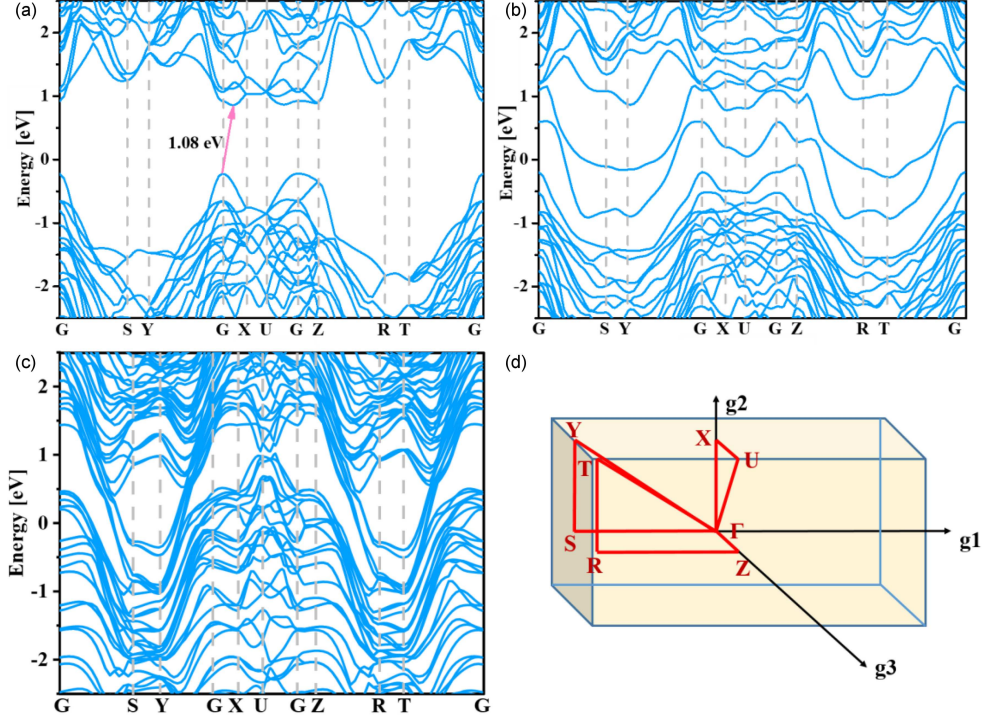 (a)
2
1
0
-1
-2
Energy [eV]
1.08 eV
G S Y G X U G Z R T G
(b)
2
1
0
-1
-2
Energy [eV]
G S Y G X U G Z R T G
(c)
2
1
0
-1
-2
Energy [eV]
G S Y G X U G Z R T G
(d)
g2
Y
X
T
U
S
Γ
g1
R
Z
g3